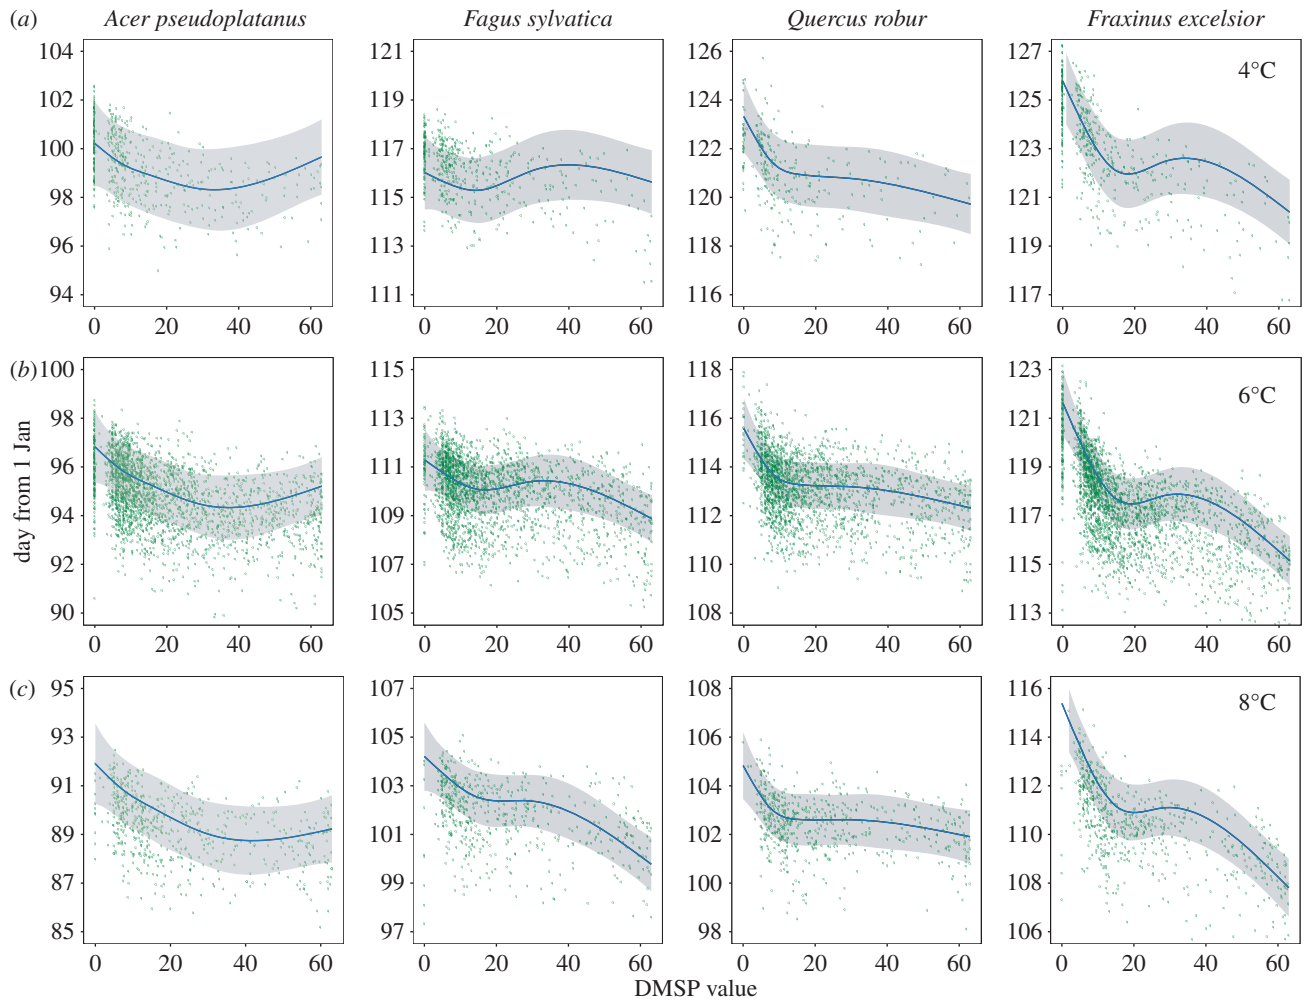 (a) Acer pseudoplatanus Fagus sylvatica Quercus robur Fraxinus excelsior
104 102 100 98 96 94
0 20 40 60
121 119 117 115 113 111
0 20 40 60
126 124 122 120 118 116
0 20 40 60
127 125 123 121 119 117
4°C
0 20 40 60
(b) 100 98 96 94 92 90
0 20 40 60
115 113 111 109 107 105
0 20 40 60
118 116 114 112 110 108
0 20 40 60
123 121 119 117 115 113
6°C
0 20 40 60
day from 1 Jan
(c) 95 93 91 89 87 85
0 20 40 60
107 105 103 101 99 97
0 20 40 60
108 106 104 102 100 98
0 20 40 60
116 114 112 110 108 106
8°C
0 20 40 60
DMSP value